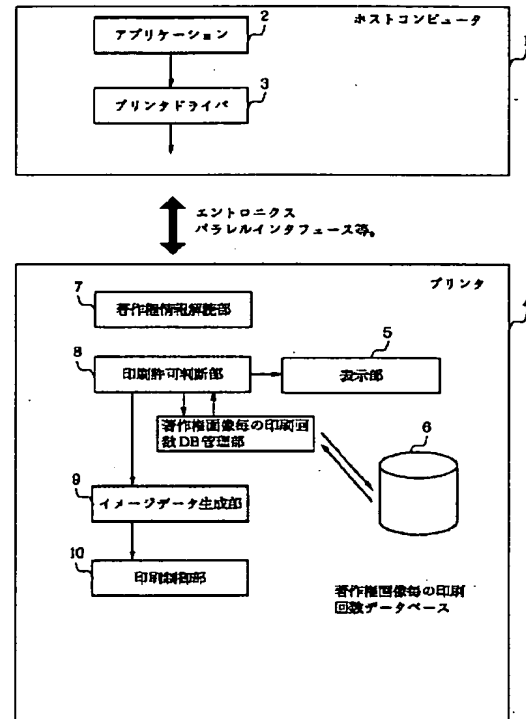 ホストコンピュータ
1
2
アプリケーション
3
プリンタドライバ
エントロニクス
パラレルインタフェース等。
プリンタ
4
7
著作権情報解読部
8
印刷許可判断部
5
表示部
著作権画像毎の印刷回
数DB管理部
6
9
イメージデータ生成部
10
印刷制御部
著作権画像毎の印刷
回数データベース